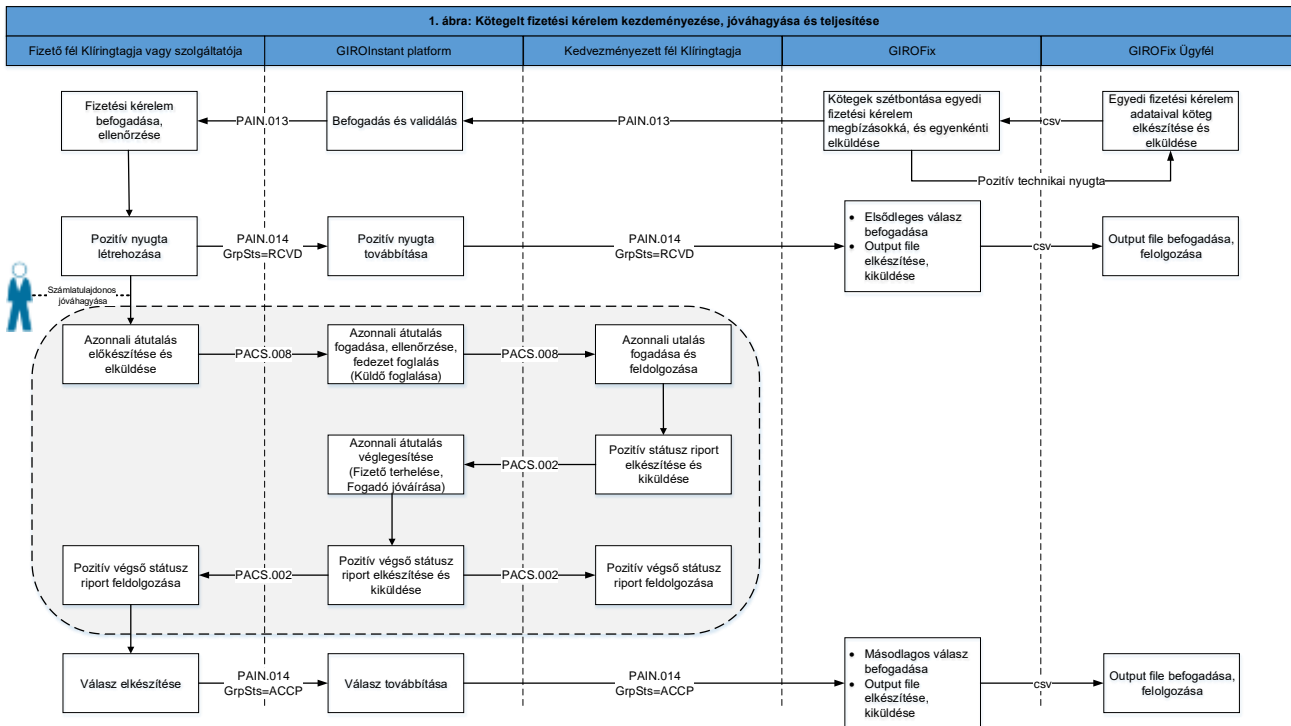 1. ábra: Kötegelt fizetési kérelem kezdeményezése, jóváhagyása és teljesítése
Fizető fél Klíringtagja vagy szolgáltatója
GIROInstant platform
Kedvezményezett fél Klíringtagja
GIROFix
GIROFix Ügyfél
Fizetési kérelem
befogadása,
ellenőrzése
PAIN.013
Befogadás és validálás
PAIN.013
Kötegek szétbontása egyedi
fizetési kérelem
megbízásokká, és egyenkénti
elküldése
csv
Egyedi fizetési kérelem
adataival köteg
elkészítése és
elküldése
Pozitív technikai nyugta
Pozitív nyugta
létrehozása
PAIN.014
GrpSts=RCVD
Pozitív nyugta
továbbítása
PAIN.014
GrpSts=RCVD
• Elsődleges válasz
befogadása
• Output file
elkészítése,
kiküldése
csv
Output file befogadása,
felolgozása
Számlatulajdonos
jóváhagyása
Azonnali átutalás
előkészítése és
elküldése
PACS.008
Azonnali átutalás
fogadása, ellenőrzése,
fedezet foglalás
(Küldő foglalása)
PACS.008
Azonnali utalás
fogadása és
feldolgozása
Azonnali átutalás
véglegesítése
(Fizető terhelése,
Fogadó jóváírása)
PACS.002
Pozitív státusz riport
elkészítése és
kiküldése
Pozitív végső státusz
riport feldolgozása
PACS.002
Pozitív végső státusz
riport elkészítése és
kiküldése
PACS.002
Pozitív végső státusz
riport feldolgozása
Válasz elkészítése
PAIN.014
GrpSts=ACCP
Válasz továbbítása
PAIN.014
GrpSts=ACCP
• Másodlagos válasz
befogadása
• Output file
elkészítése,
kiküldése
csv
Output file befogadása,
felolgozása